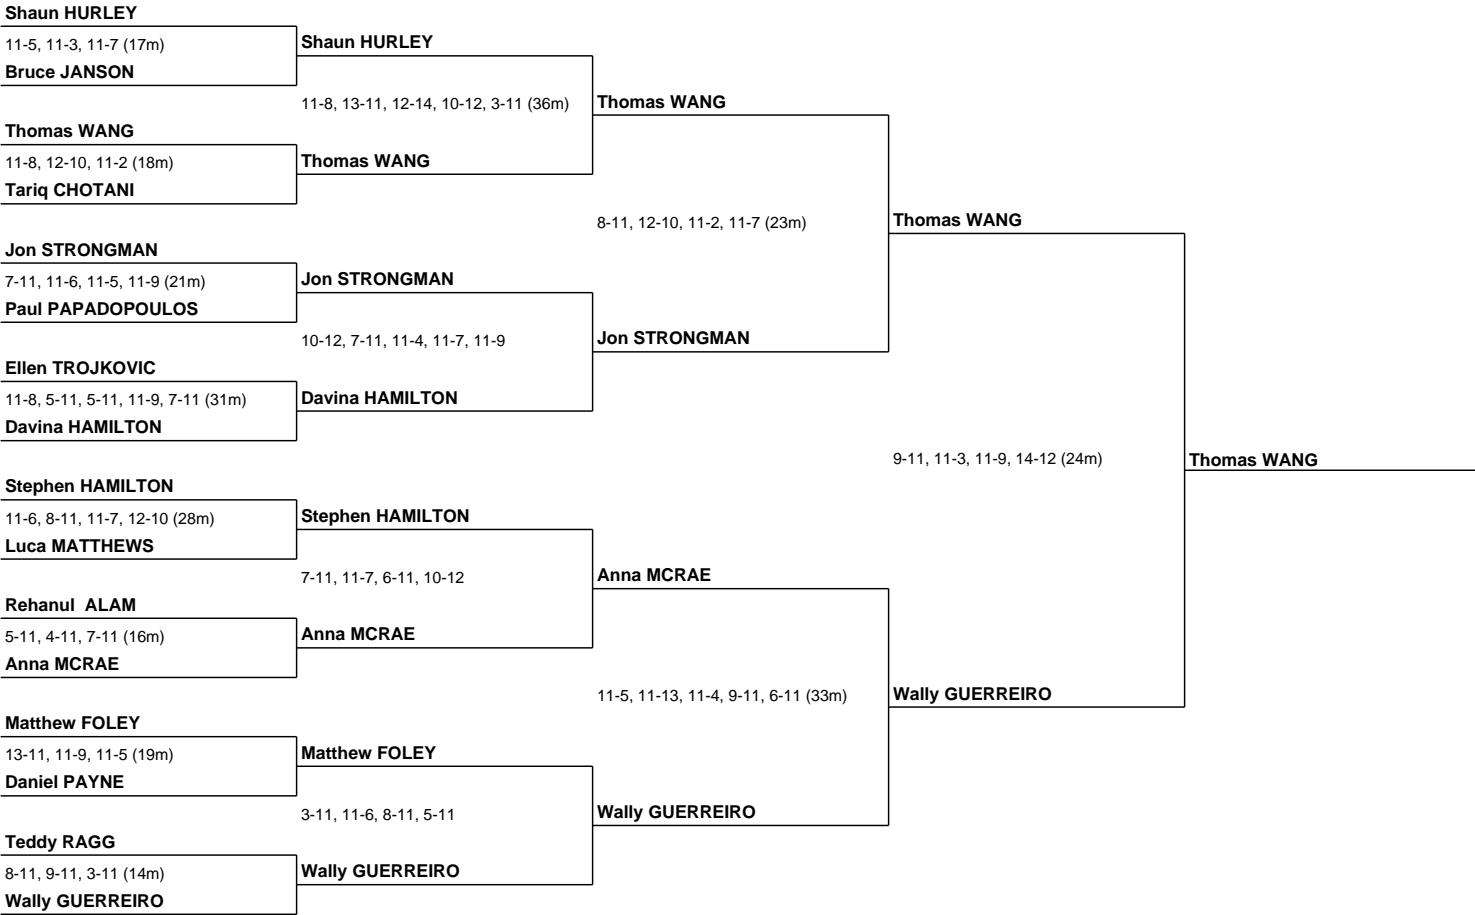 Shaun HURLEY
11-5, 11-3, 11-7 (17m)
Bruce JANSON
Thomas WANG
11-8, 12-10, 11-2 (18m)
Tariq CHOTANI
Jon STRONGMAN
7-11, 11-6, 11-5, 11-9 (21m)
Paul PAPADOPOULOS
Ellen TROJKOVIC
11-8, 5-11, 5-11, 11-9, 7-11 (31m)
Davina HAMILTON
Stephen HAMILTON
11-6, 8-11, 11-7, 12-10 (28m)
Luca MATTHEWS
Rehanul  ALAM
5-11, 4-11, 7-11 (16m)
Anna MCRAE
Matthew FOLEY
13-11, 11-9, 11-5 (19m)
Daniel PAYNE
Teddy RAGG
8-11, 9-11, 3-11 (14m)
Wally GUERREIRO
Shaun HURLEY
11-8, 13-11, 12-14, 10-12, 3-11 (36m)
Thomas WANG
Jon STRONGMAN
10-12, 7-11, 11-4, 11-7, 11-9
Davina HAMILTON
Stephen HAMILTON
7-11, 11-7, 6-11, 10-12
Anna MCRAE
Matthew FOLEY
3-11, 11-6, 8-11, 5-11
Wally GUERREIRO
Thomas WANG
8-11, 12-10, 11-2, 11-7 (23m)
Jon STRONGMAN
Anna MCRAE
11-5, 11-13, 11-4, 9-11, 6-11 (33m)
Wally GUERREIRO
Thomas WANG
9-11, 11-3, 11-9, 14-12 (24m)
Wally GUERREIRO
Thomas WANG